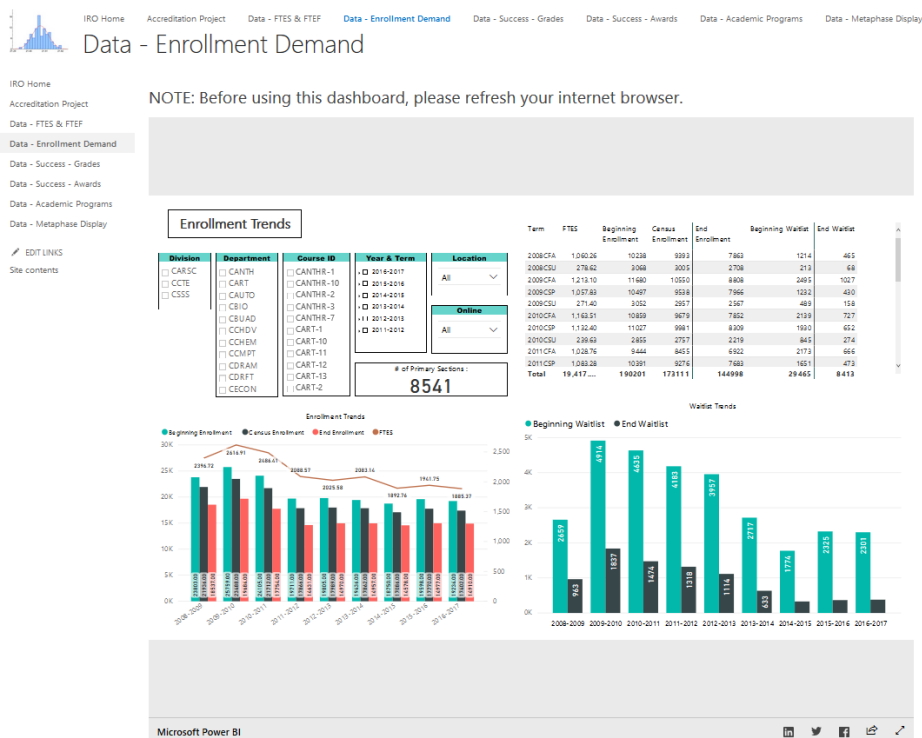 IRO Home Accreditation Project Data - FTES & FTEF Data - Enrollment Demand Data - Success - Grades Data - Success - Awards Data - Academic Programs Data - Metaphase Display
Data - Enrollment Demand
IRO Home
Accreditation Project
Data - FTES & FTEF
Data - Enrollment Demand
Data - Success - Grades
Data - Success - Awards
Data - Academic Programs
Data - Metaphase Display
EDIT LINKS
Site contents
NOTE: Before using this dashboard, please refresh your internet browser.
Enrollment Trends
Division
CARSC
CCTE
CSSS
Department
CANTH
CART
CAUTO
CBIO
CBUAD
CCHDV
CCHEM
CCMPT
CDRAM
CDRFT
CECON
Course ID
CANTHR-1
CANTHR-10
CANTHR-2
CANTHR-3
CANTHR-7
CART-1
CART-10
CART-11
CART-12
CART-13
CART-2
Year & Term
2016-2017
2015-2016
2014-2015
2013-2014
2012-2013
2011-2012
Location
All
Online
All
# of Primary Sections :
8541
Term FTES Beginning Enrollment Census Enrollment End Enrollment Beginning Waitlist End Waitlist
2008CFA 1,060.26 10238 9393 7863 1214 465
2008CSU 278.62 3068 3005 2708 213 68
2009CFA 1,213.10 11680 10550 8808 2495 1027
2009CSP 1,057.83 10497 9538 7966 1232 430
2009CSU 271.40 3052 2957 2567 489 158
2010CFA 1,163.51 10859 9679 7852 2139 727
2010CSP 1,132.40 11027 9981 8309 1930 652
2010CSU 239.63 2855 2757 2219 845 274
2011CFA 1,028.76 9444 8455 6922 2173 666
2011CSP 1,083.28 10391 9276 7683 1651 473
Total 19,417.... 190201 173111 144998 29465 8413
Enrollment Trends
Beginning Enrollment Census Enrollment End Enrollment FTES
30K
25K
20K
15K
10K
5K
0K
2,500
2,000
1,500
1,000
500
0
2396.72
2616.91
2486.41
2088.57
2025.58
2083.14
1892.76
1941.75
1885.37
2008-2009
2009-2010
2010-2011
2011-2012
2012-2013
2013-2014
2014-2015
2015-2016
2016-2017
Waitlist Trends
Beginning Waitlist End Waitlist
5K
4K
3K
2K
1K
0K
2659
963
4914
1837
4635
1474
4183
1318
3957
1114
2717
633
1774
2325
2301
2008-2009 2009-2010 2010-2011 2011-2012 2012-2013 2013-2014 2014-2015 2015-2016 2016-2017
Microsoft Power BI